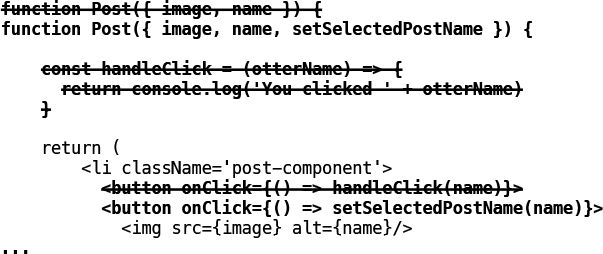 function Post({ image, name }) {
function Post({ image, name, setSelectedPostName }) {
const handleClick = (otterName) => {
return console.log('You clicked ' + otterName)
}
return (
<li className='post-component'>
<button onClick={() => handleClick(name)}>
<button onClick={() => setSelectedPostName(name)}>
<img src={image} alt={name}/>
...